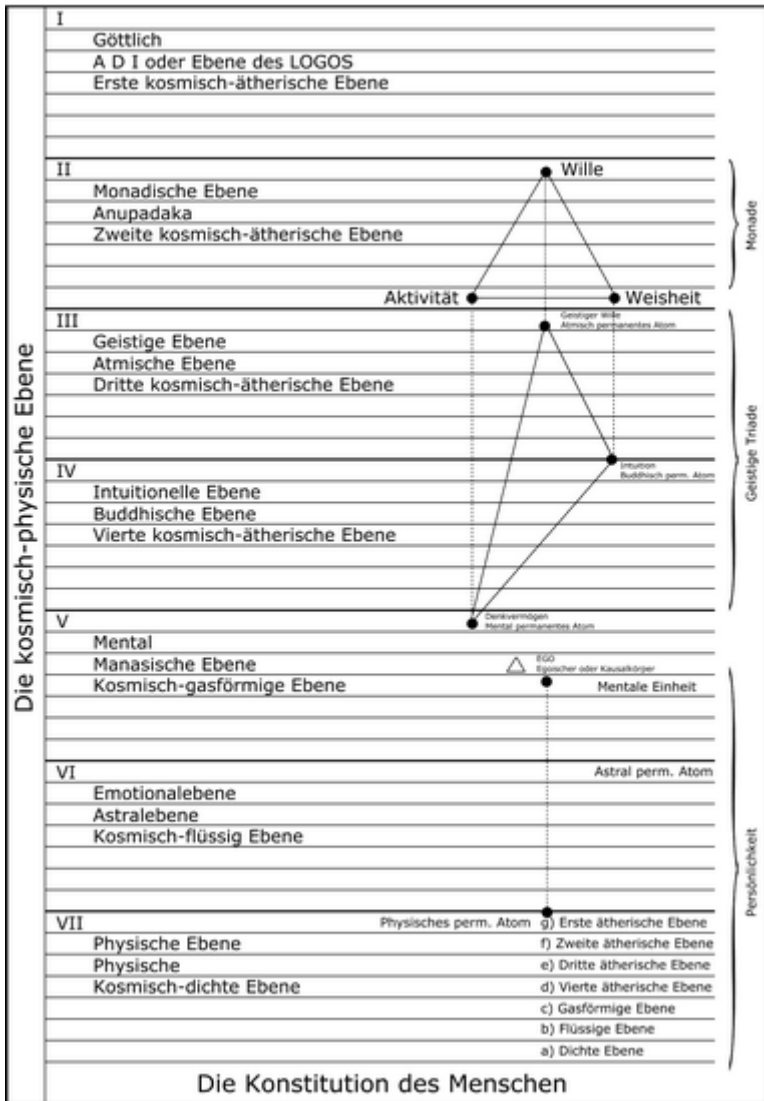 Die kosmisch-physische Ebene
I
Göttlich
A D I oder Ebene des LOGOS
Erste kosmisch-ätherische Ebene
II
Wille
Monadische Ebene
Anupadaka
Zweite kosmisch-ätherische Ebene
Monade
Aktivität
Weisheit
III
Geistiger Wille
Atmisch permanentes Atom
Geistige Ebene
Atmische Ebene
Dritte kosmisch-ätherische Ebene
Geistige Triade
IV
Intuition
Buddhisch perm. Atom
Intuitionelle Ebene
Buddhische Ebene
Vierte kosmisch-ätherische Ebene
V
Denkvermögen
Mental permanentes Atom
Mental
Manasische Ebene
EGO
Egoischer oder Kausalkörper
Kosmisch-gasförmige Ebene
Mentale Einheit
VI
Astral perm. Atom
Emotionalebene
Astralebene
Kosmisch-flüssig Ebene
Persönlichkeit
VII
Physisches perm. Atom
g) Erste ätherische Ebene
Physische Ebene
f) Zweite ätherische Ebene
Physische
e) Dritte ätherische Ebene
Kosmisch-dichte Ebene
d) Vierte ätherische Ebene
c) Gasförmige Ebene
b) Flüssige Ebene
a) Dichte Ebene
Die Konstitution des Menschen